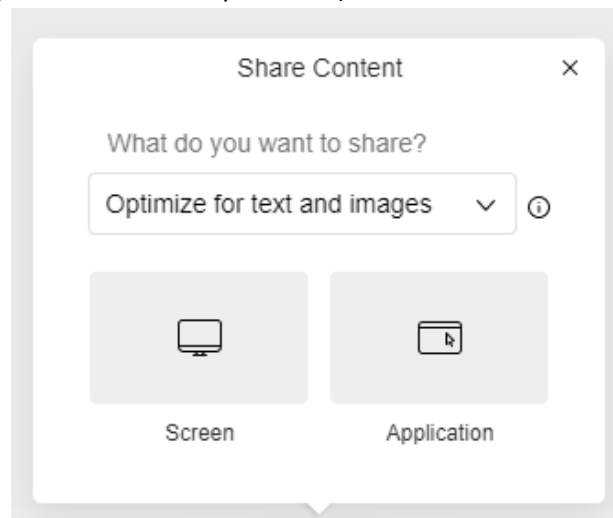 Share Content
What do you want to share?
Optimize for text and images
Screen
Application